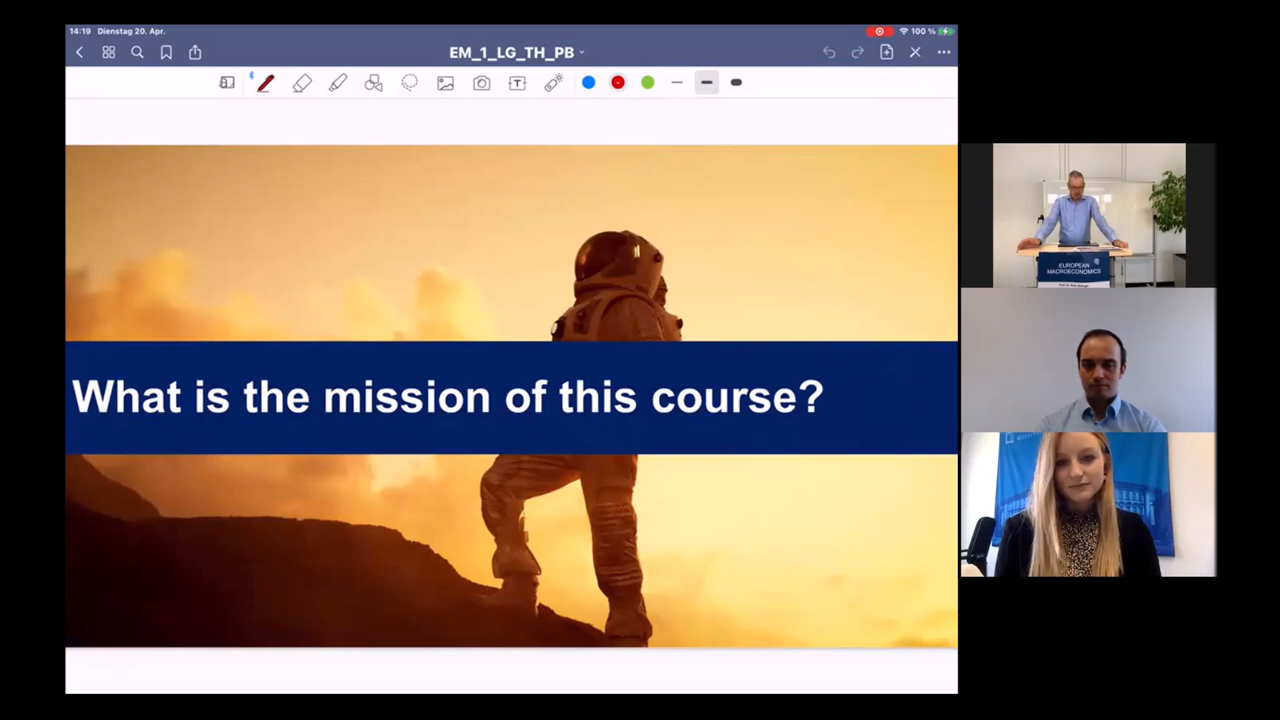 14:19 Dienstag 20. Apr.
100 %
EM_1_LG_TH_PB
T
What is the mission of this course?
EUROPEAN
MACROECONOMICS